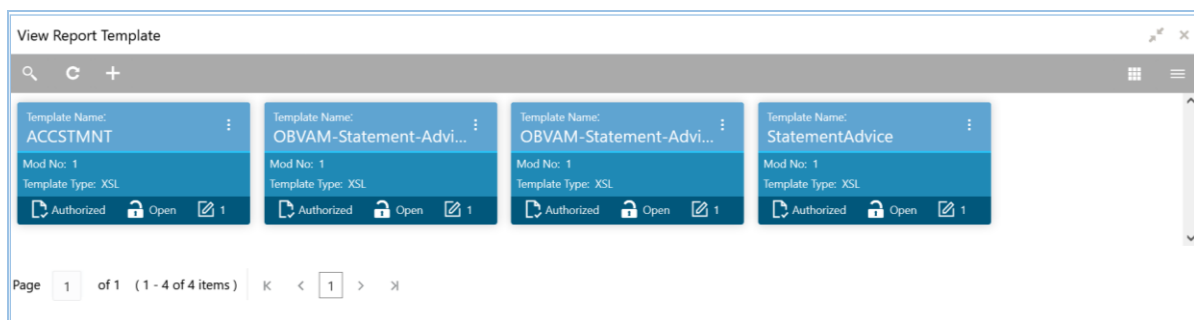 View Report Template
Template Name:
ACCSTMNT
Mod No: 1
Template Type: XSL
Authorized Open 1
Template Name:
OBVAM-Statement-Advi...
Mod No: 1
Template Type: XSL
Authorized Open 1
Template Name:
OBVAM-Statement-Advi...
Mod No: 1
Template Type: XSL
Authorized Open 1
Template Name:
StatementAdvice
Mod No: 1
Template Type: XSL
Authorized Open 1
Page 1 of 1 (1 - 4 of 4 items) 1